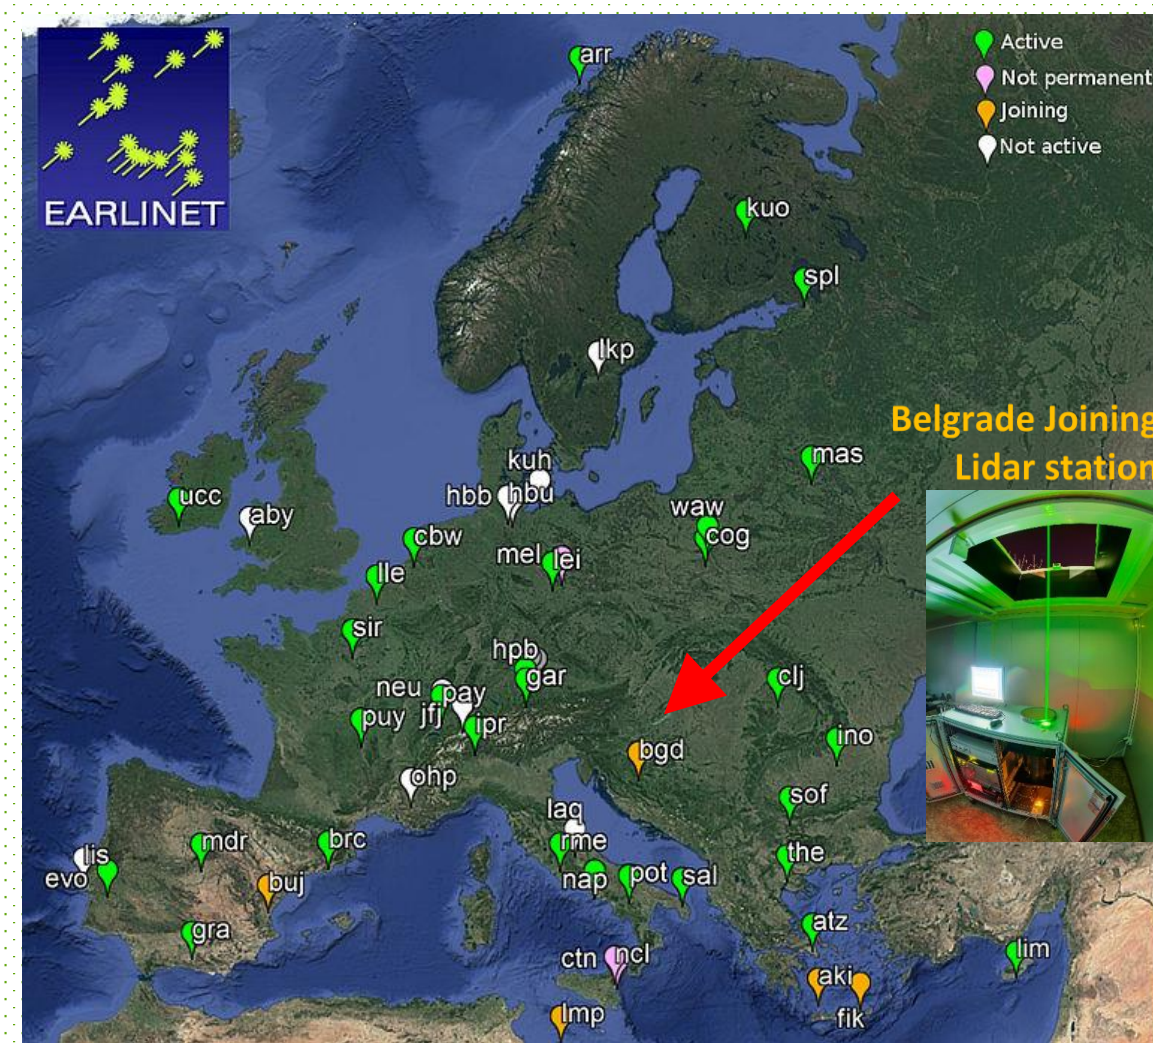 EARLINET
Active
Not permanent
Joining
Not active
arr
kuo
spl
lkp
Belgrade Joining
Lidar station
mas
kuh
hbb
hbu
ucc
aby
waw
cog
cbw
mel
lei
lle
sir
hpb
gar
neu
pay
jfj
ipr
puy
clj
ino
bgd
ohp
sof
laq
rme
mdr
brc
lis
evo
the
nap
pot
sal
buj
gra
atz
lim
ctn
ncl
aki
fik
lmp